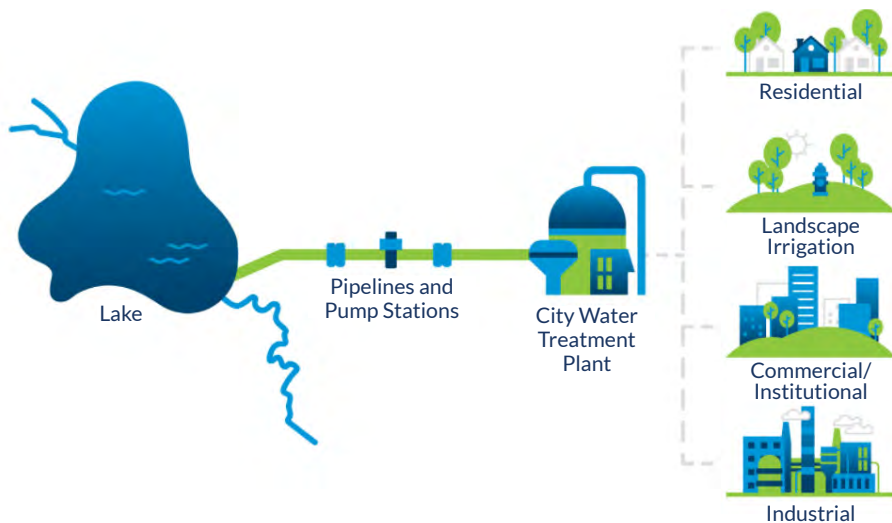 Lake
Pipelines and
Pump Stations
City Water
Treatment
Plant
Residential
Landscape
Irrigation
Commercial/
Institutional
Industrial